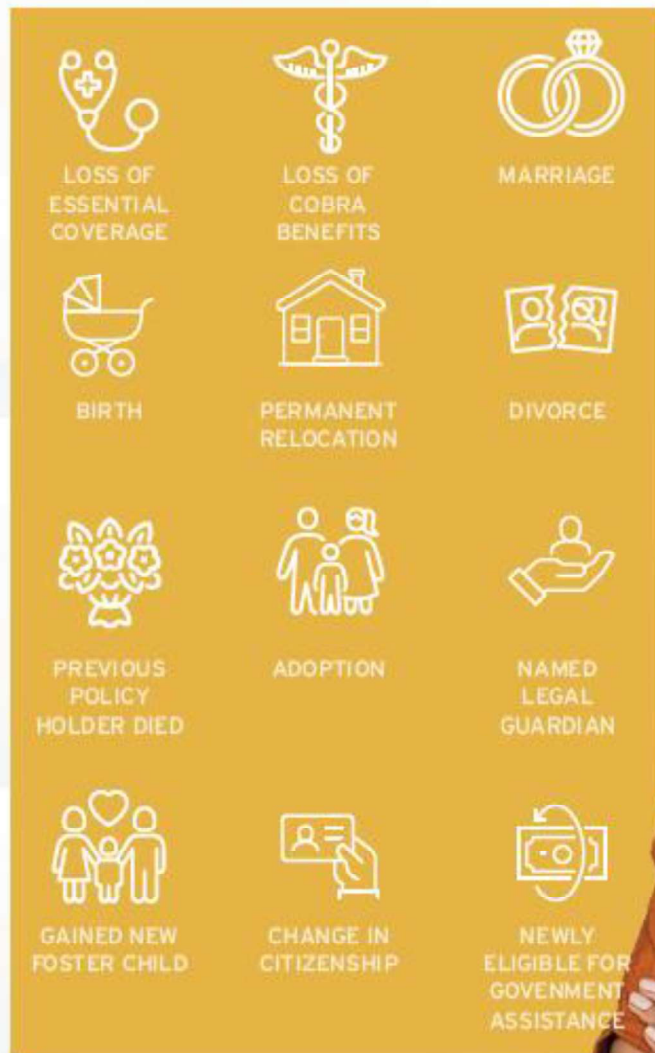 LOSS OF
ESSENTIAL
COVERAGE
LOSS OF
COBRA
BENEFITS
MARRIAGE
BIRTH
PERMANENT
RELOCATION
DIVORCE
PREVIOUS
POLICY
HOLDER DIED
ADOPTION
NAMED
LEGAL
GUARDIAN
GAINED NEW
FOSTER CHILD
CHANGE IN
CITIZENSHIP
NEWLY
ELIGIBLE FOR
GOVENMENT
ASSISTANCE